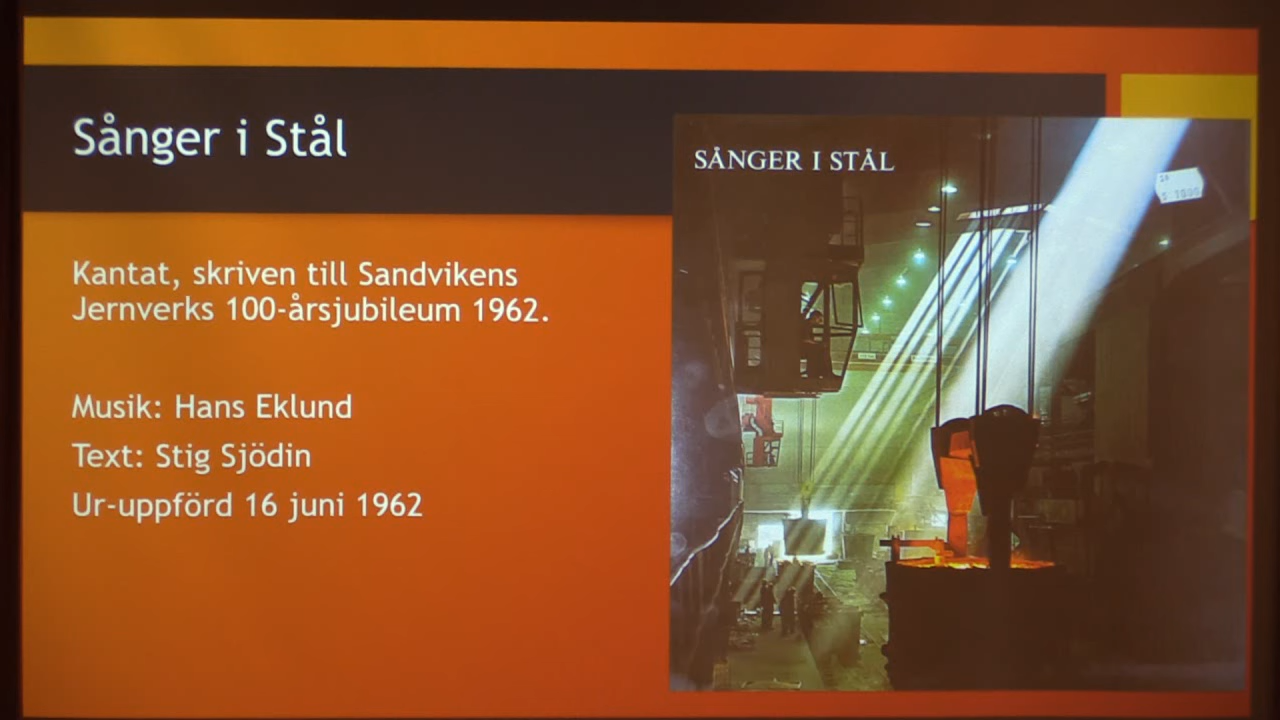 Sånger i Stål
Kantat, skriven till Sandvikens
Jernverks 100-årsjubileum 1962.
Musik: Hans Eklund
Text: Stig Sjödin
Ur-uppförd 16 juni 1962
SÅNGER I STÅL